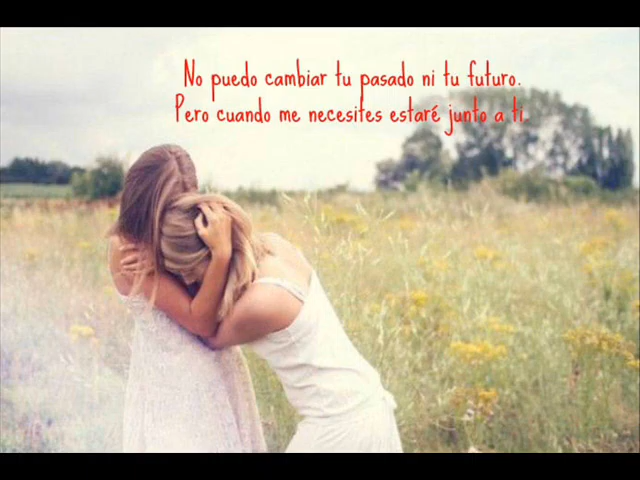 No puedo cambiar tu pasado ni tu futuro.
Pero cuando me necesites estaré junto a ti.